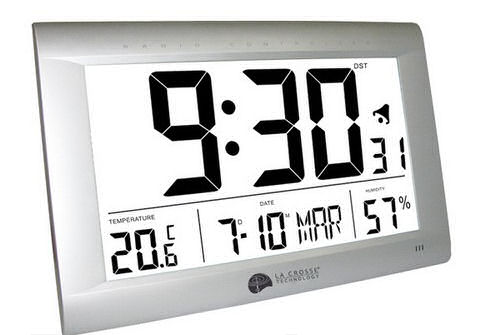 RADIO CONTROLLED
DST
9:30 31
TEMPERATURE
20.6 C
DATE
7 D -10 M MAR
HUMIDITY
57%
LA CROSSE®
TECHNOLOGY